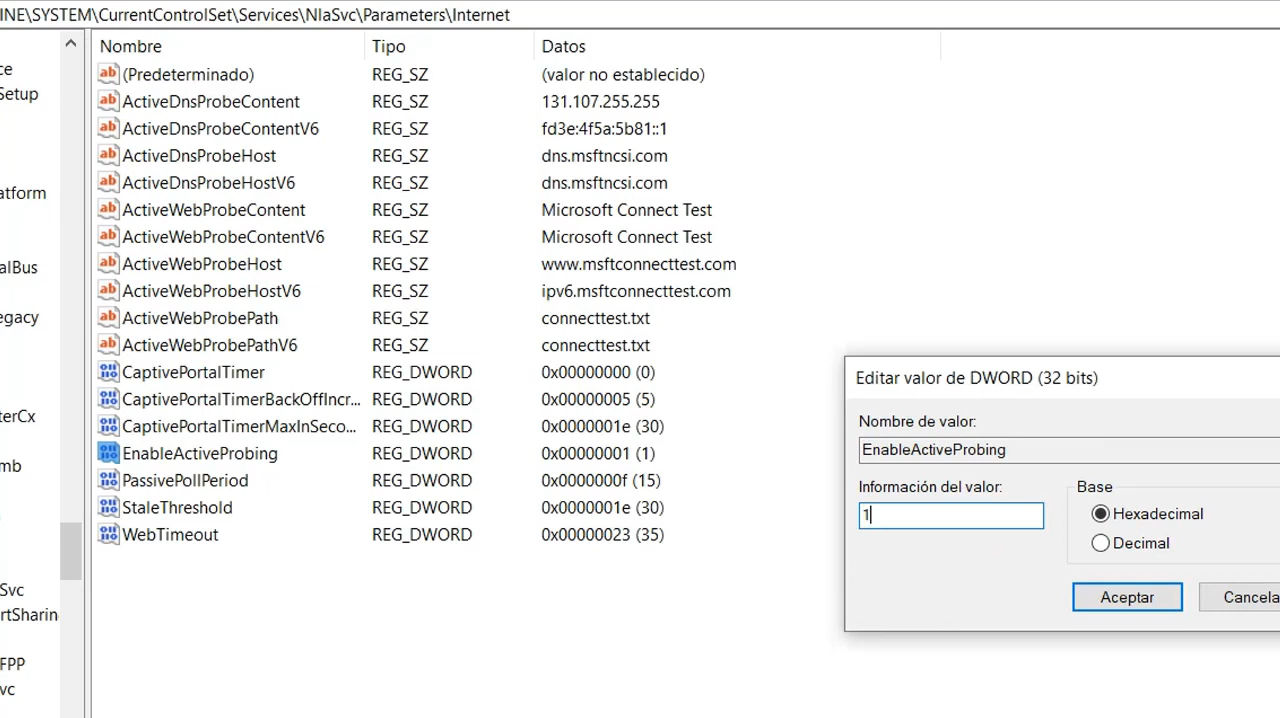 INE\SYSTEM\CurrentControlSet\Services\NlaSvc\Parameters\Internet
ce
Setup
atform
alBus
egacy
terCx
mb
Svc
rtSharin
FPP
vc
Nombre Tipo Datos
(Predeterminado) REG_SZ (valor no establecido)
ActiveDnsProbeContent REG_SZ 131.107.255.255
ActiveDnsProbeContentV6 REG_SZ fd3e:4f5a:5b81::1
ActiveDnsProbeHost REG_SZ dns.msftncsi.com
ActiveDnsProbeHostV6 REG_SZ dns.msftncsi.com
ActiveWebProbeContent REG_SZ Microsoft Connect Test
ActiveWebProbeContentV6 REG_SZ Microsoft Connect Test
ActiveWebProbeHost REG_SZ www.msftconnecttest.com
ActiveWebProbeHostV6 REG_SZ ipv6.msftconnecttest.com
ActiveWebProbePath REG_SZ connecttest.txt
ActiveWebProbePathV6 REG_SZ connecttest.txt
CaptivePortalTimer REG_DWORD 0x00000000 (0)
CaptivePortalTimerBackOffIncr... REG_DWORD 0x00000005 (5)
CaptivePortalTimerMaxInSeco... REG_DWORD 0x0000001e (30)
EnableActiveProbing REG_DWORD 0x00000001 (1)
PassivePollPeriod REG_DWORD 0x0000000f (15)
StaleThreshold REG_DWORD 0x0000001e (30)
WebTimeout REG_DWORD 0x00000023 (35)
Editar valor de DWORD (32 bits)
Nombre de valor:
EnableActiveProbing
Información del valor:
1
Base
Hexadecimal
Decimal
Aceptar Cancela